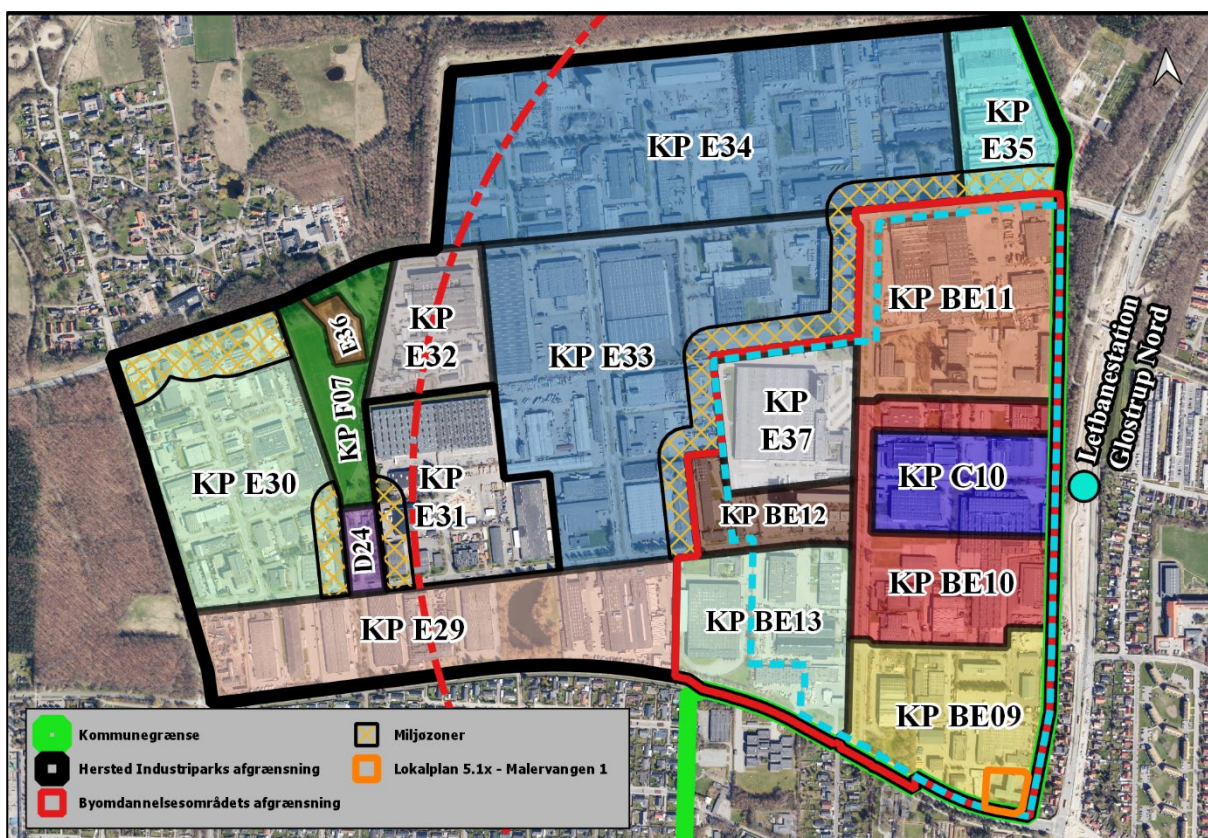 KP E34
KP
E35
KP BE11
KP
E32
E36
KP E33
KP F07
KP
E37
KP E30
KP
E31
KP C10
KP BE12
D24
KP BE10
KP BE13
KP E29
KP BE09
Letbanestation
Glostrup Nord
Kommunegrænse
Hersted Industriparks afgrænsning
Byomdannelsesområdets afgrænsning
Miljøzoner
Lokalplan 5.1x - Malervangen 1